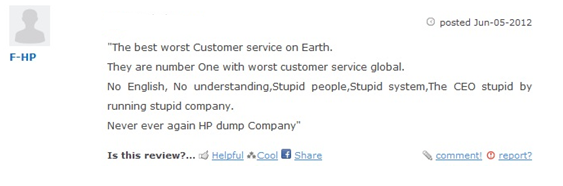 posted Jun-05-2012
F-HP
"The best worst Customer service on Earth.
They are number One with worst customer service global.
No English, No understanding,Stupid people,Stupid system,The CEO stupid by
running stupid company.
Never ever again HP dump Company"
Is this review?... Helpful Cool Share comment! report?